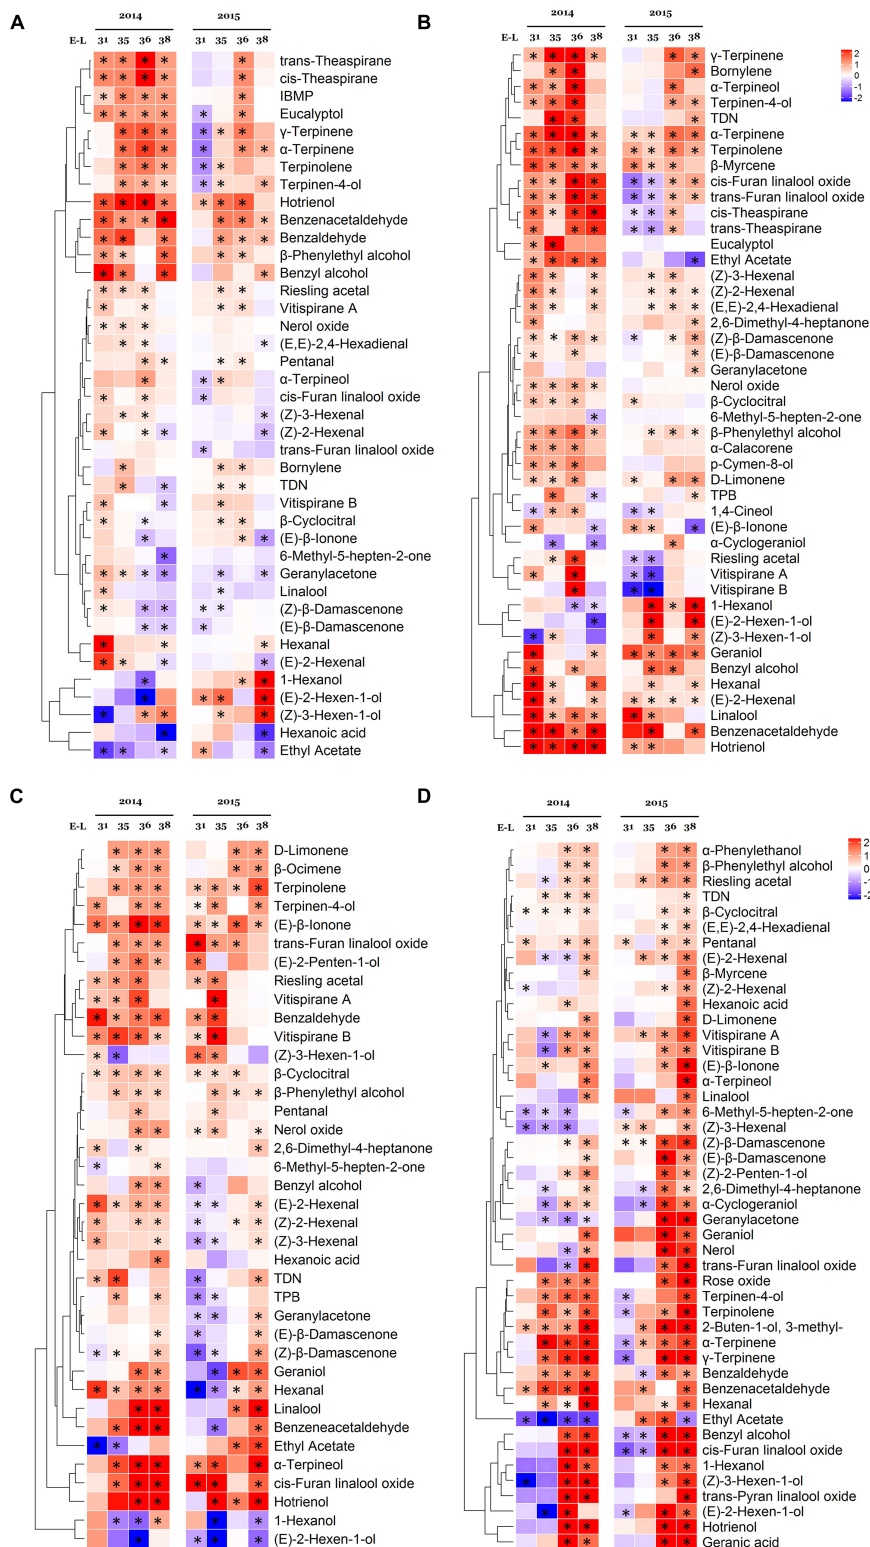 A
2014 2015
E-L 31 35 36 38 31 35 36 38
trans-Theaspirane
cis-Theaspirane
IBMP
Eucalyptol
γ-Terpinene
α-Terpinene
Terpinolene
Terpinen-4-ol
Hotrienol
Benzenacetaldehyde
Benzaldehyde
β-Phenylethyl alcohol
Benzyl alcohol
Riesling acetal
Vitispirane A
Nerol oxide
(E,E)-2,4-Hexadienal
Pentanal
α-Terpineol
cis-Furan linalool oxide
(Z)-3-Hexenal
(Z)-2-Hexenal
trans-Furan linalool oxide
Bornylene
TDN
Vitispirane B
β-Cyclocitral
(E)-β-Ionone
6-Methyl-5-hepten-2-one
Geranylacetone
Linalool
(Z)-β-Damascenone
(E)-β-Damascenone
Hexanal
(E)-2-Hexenal
1-Hexanol
(E)-2-Hexen-1-ol
(Z)-3-Hexen-1-ol
Hexanoic acid
Ethyl Acetate
B
2014 2015
E-L 31 35 36 38 31 35 36 38
2
1
0
-1
-2
γ-Terpinene
Bornylene
α-Terpineol
Terpinen-4-ol
TDN
α-Terpinene
Terpinolene
β-Myrcene
cis-Furan linalool oxide
trans-Furan linalool oxide
cis-Theaspirane
trans-Theaspirane
Eucalyptol
Ethyl Acetate
(Z)-3-Hexenal
(Z)-2-Hexenal
(E,E)-2,4-Hexadienal
2,6-Dimethyl-4-heptanone
(Z)-β-Damascenone
(E)-β-Damascenone
Geranylacetone
Nerol oxide
β-Cyclocitral
6-Methyl-5-hepten-2-one
β-Phenylethyl alcohol
α-Calacorene
p-Cymen-8-ol
D-Limonene
TPB
1,4-Cineol
(E)-β-Ionone
α-Cyclogeraniol
Riesling acetal
Vitispirane A
Vitispirane B
1-Hexanol
(E)-2-Hexen-1-ol
(Z)-3-Hexen-1-ol
Geraniol
Benzyl alcohol
Hexanal
(E)-2-Hexenal
Linalool
Benzenacetaldehyde
Hotrienol
C
2014 2015
E-L 31 35 36 38 31 35 36 38
D-Limonene
β-Ocimene
Terpinolene
Terpinen-4-ol
(E)-β-Ionone
trans-Furan linalool oxide
(E)-2-Penten-1-ol
Riesling acetal
Vitispirane A
Benzaldehyde
Vitispirane B
(Z)-3-Hexen-1-ol
β-Cyclocitral
β-Phenylethyl alcohol
Pentanal
Nerol oxide
2,6-Dimethyl-4-heptanone
6-Methyl-5-hepten-2-one
Benzyl alcohol
(E)-2-Hexenal
(Z)-2-Hexenal
(Z)-3-Hexenal
Hexanoic acid
TDN
TPB
Geranylacetone
(E)-β-Damascenone
(Z)-β-Damascenone
Geraniol
Hexanal
Linalool
Benzeneacetaldehyde
Ethyl Acetate
α-Terpineol
cis-Furan linalool oxide
Hotrienol
1-Hexanol
(E)-2-Hexen-1-ol
D
2014 2015
E-L 31 35 36 38 31 35 36 38
2
1
0
-1
-2
α-Phenylethanol
β-Phenylethyl alcohol
Riesling acetal
TDN
β-Cyclocitral
(E,E)-2,4-Hexadienal
Pentanal
(E)-2-Hexenal
β-Myrcene
(Z)-2-Hexenal
Hexanoic acid
D-Limonene
Vitispirane A
Vitispirane B
(E)-β-Ionone
α-Terpineol
Linalool
6-Methyl-5-hepten-2-one
(Z)-3-Hexenal
(Z)-β-Damascenone
(E)-β-Damascenone
(Z)-2-Penten-1-ol
2,6-Dimethyl-4-heptanone
α-Cyclogeraniol
Geranylacetone
Geraniol
Nerol
trans-Furan linalool oxide
Rose oxide
Terpinen-4-ol
Terpinolene
2-Buten-1-ol, 3-methyl-
α-Terpinene
γ-Terpinene
Benzaldehyde
Benzenacetaldehyde
Hexanal
Ethyl Acetate
Benzyl alcohol
cis-Furan linalool oxide
1-Hexanol
(Z)-3-Hexen-1-ol
trans-Pyran linalool oxide
(E)-2-Hexen-1-ol
Hotrienol
Geranic acid